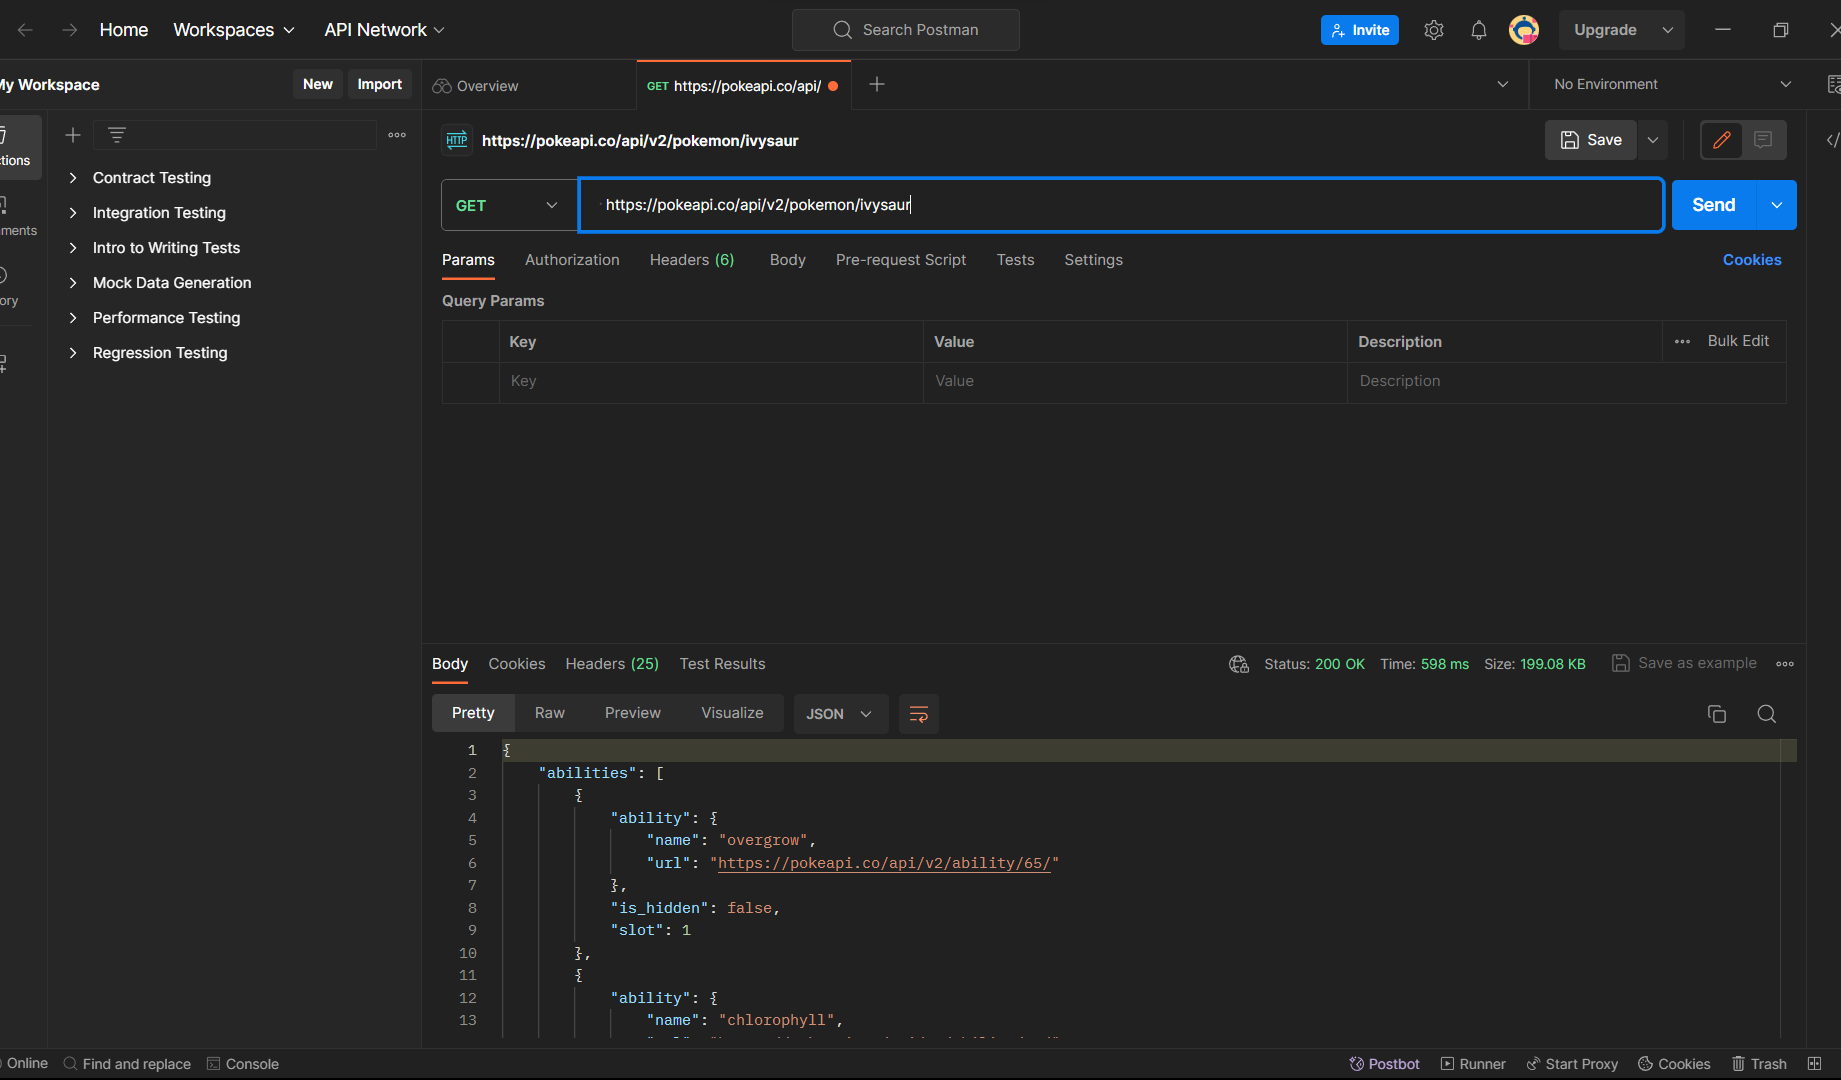 Home Workspaces API Network Search Postman Invite Upgrade
My Workspace New Import Overview GET https://pokeapi.co/api/ No Environment
HTTP https://pokeapi.co/api/v2/pokemon/ivysaur Save
tions
ments
ory
Contract Testing
Integration Testing
Intro to Writing Tests
Mock Data Generation
Performance Testing
Regression Testing
GET https://pokeapi.co/api/v2/pokemon/ivysaur Send
Params Authorization Headers (6) Body Pre-request Script Tests Settings Cookies
Query Params
Key Value Description Bulk Edit
Key Value Description
Body Cookies Headers (25) Test Results Status: 200 OK Time: 598 ms Size: 199.08 KB Save as example
Pretty Raw Preview Visualize JSON
1 {
2 "abilities": [
3 {
4 "ability": {
5 "name": "overgrow",
6 "url": "https://pokeapi.co/api/v2/ability/65/"
7 },
8 "is_hidden": false,
9 "slot": 1
10 },
11 {
12 "ability": {
13 "name": "chlorophyll",
Online Find and replace Console Postbot Runner Start Proxy Cookies Trash